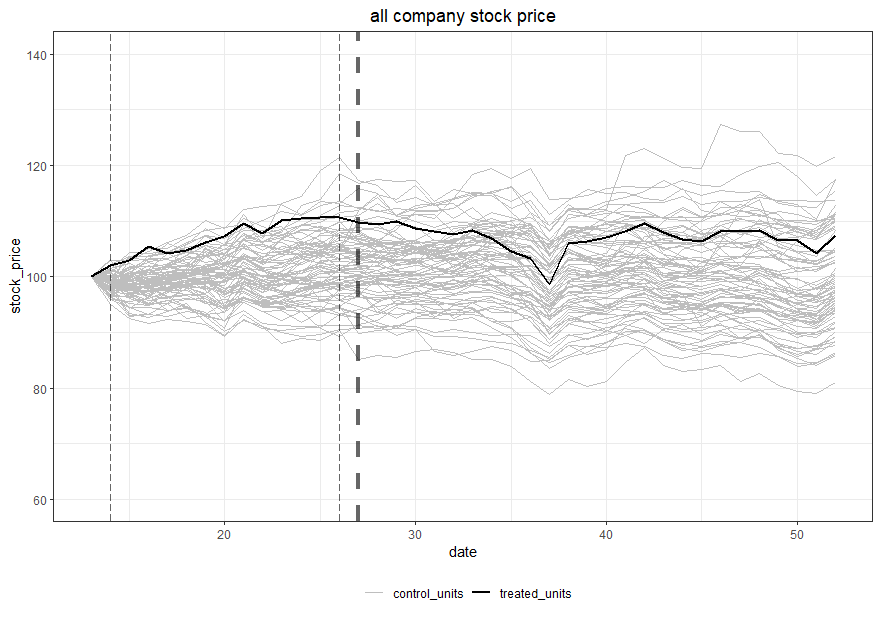 all company stock price
stock_price
140
120
100
80
60
20 30 40 50
date
control_units treated_units